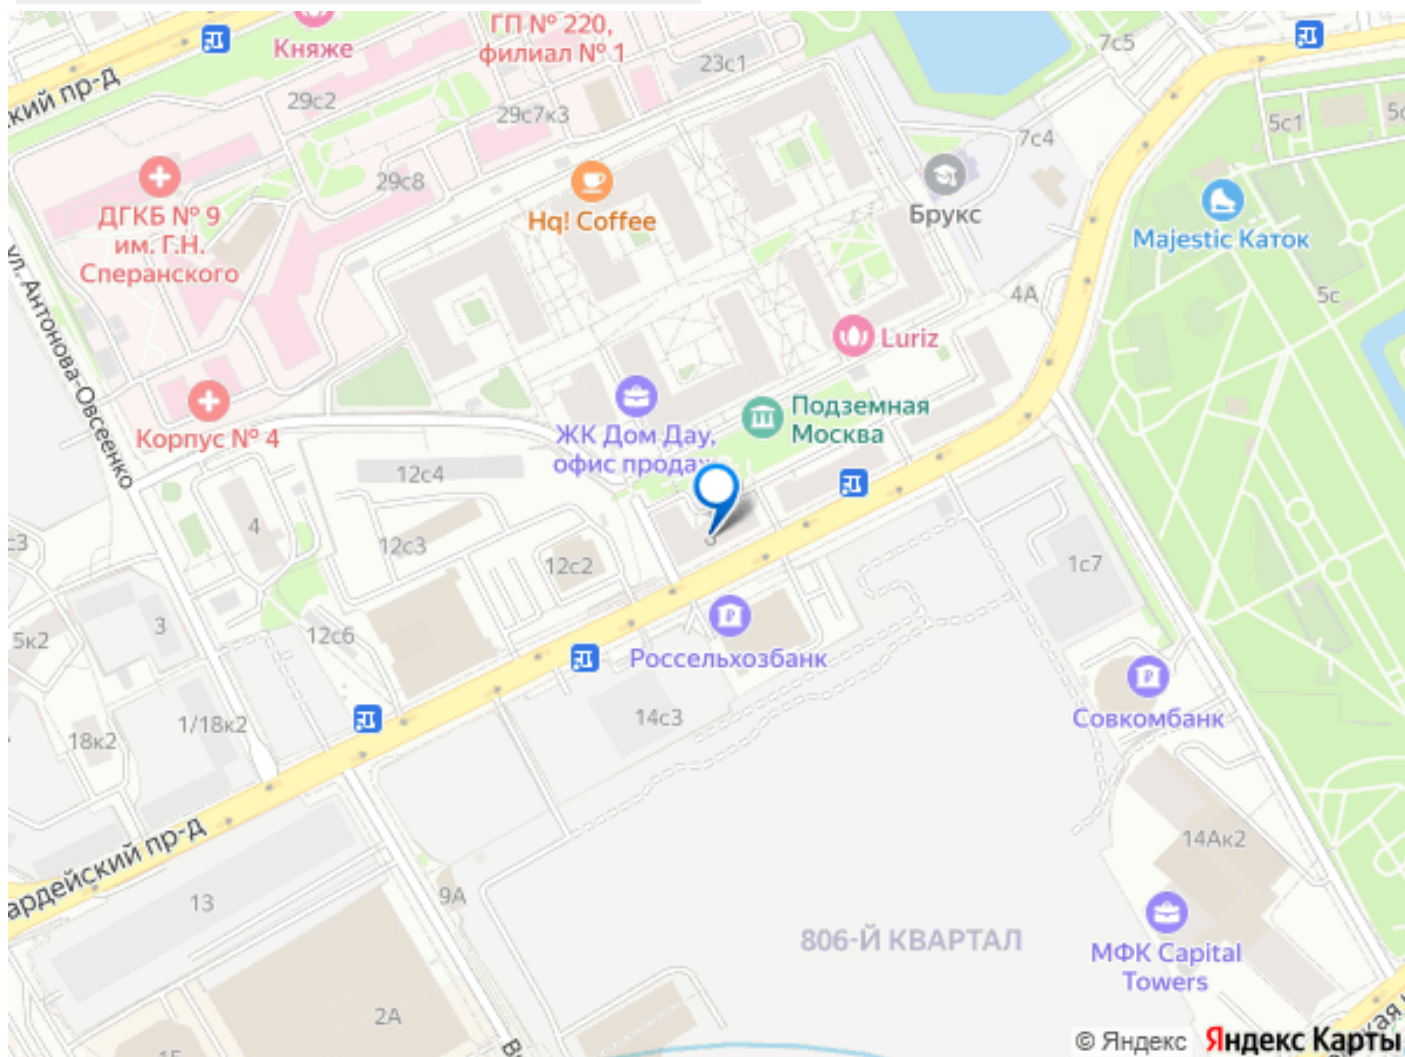 ГП № 220,
филиал № 1
Княже
7с5
кий пр-д
23с1
29с2
29с7к3
5с1
7с4
ДГКБ № 9
им. Г.Н.
Сперанского
29с8
Hq! Coffee
Брукс
Majestic Каток
ул. Антонова-Овсеенко
4А
5с
Luriz
Корпус № 4
ЖК Дом Дау,
офис продаж
Подземная
Москва
12с4
4
12с3
12с2
1с7
с3
3
5к2
12с6
Россельхозбанк
1/18к2
18к2
14с3
Совкомбанк
ардейский пр-д
13
9А
14Ак2
806-Й КВАРТАЛ
МФК Capital
Towers
2А
© Яндекс Яндекс Карты